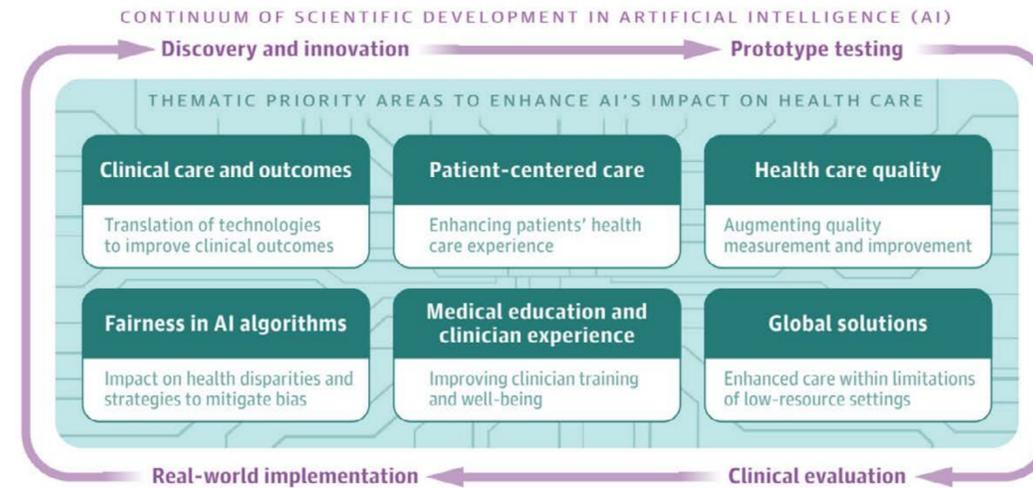 CONTINUUM OF SCIENTIFIC DEVELOPMENT IN ARTIFICIAL INTELLIGENCE (AI)
Discovery and innovation
Prototype testing
THEMATIC PRIORITY AREAS TO ENHANCE AI'S IMPACT ON HEALTH CARE
Clinical care and outcomes
Translation of technologies
to improve clinical outcomes
Patient-centered care
Enhancing patients' health
care experience
Health care quality
Augmenting quality
measurement and improvement
Fairness in AI algorithms
Impact on health disparities and
strategies to mitigate bias
Medical education and
clinician experience
Improving clinician training
and well-being
Global solutions
Enhanced care within limitations
of low-resource settings
Real-world implementation
Clinical evaluation